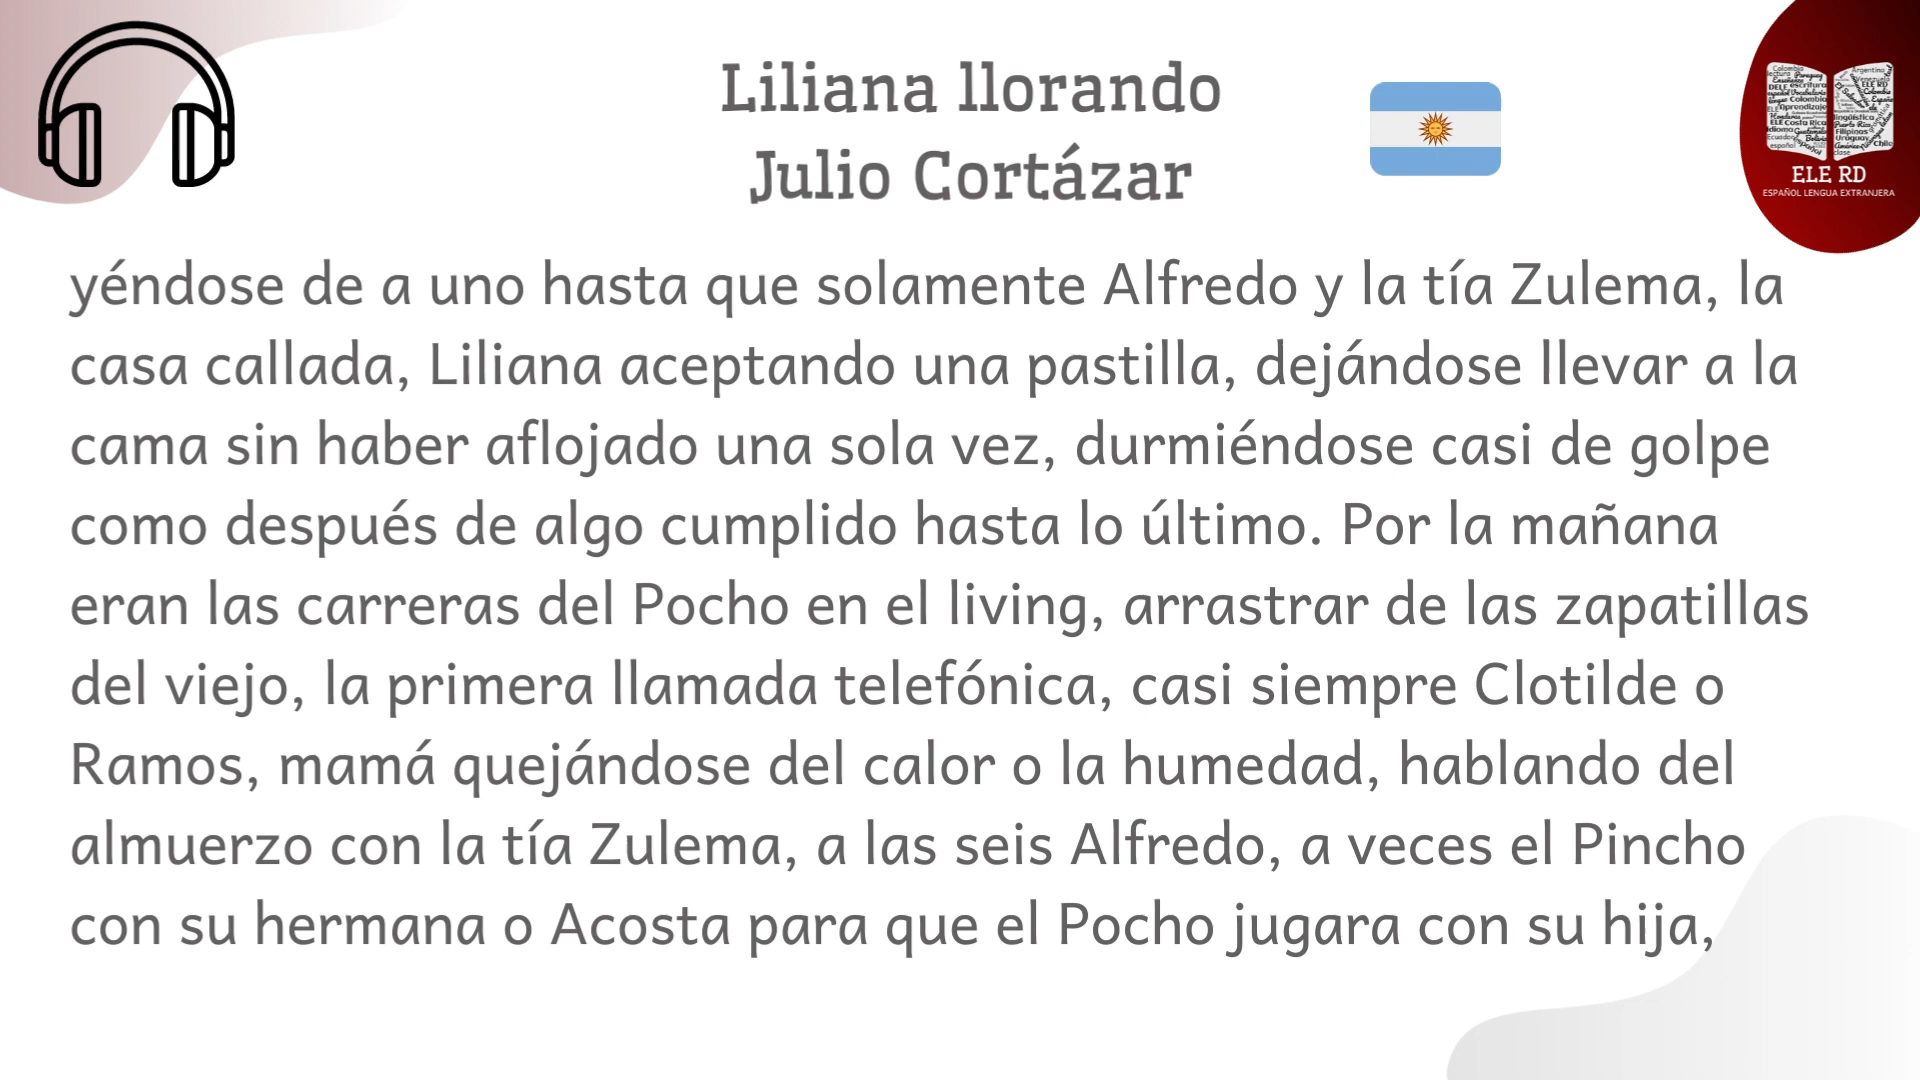 Liliana llorando
Julio Cortázar
ELE RD
ESPAÑOL LENGUA EXTRANJERA
yéndose de a uno hasta que solamente Alfredo y la tía Zulema, la
casa callada, Liliana aceptando una pastilla, dejándose llevar a la
cama sin haber aflojado una sola vez, durmiéndose casi de golpe
como después de algo cumplido hasta lo último. Por la mañana
eran las carreras del Pocho en el living, arrastrar de las zapatillas
del viejo, la primera llamada telefónica, casi siempre Clotilde o
Ramos, mamá quejándose del calor o la humedad, hablando del
almuerzo con la tía Zulema, a las seis Alfredo, a veces el Pincho
con su hermana o Acosta para que el Pocho jugara con su hija,